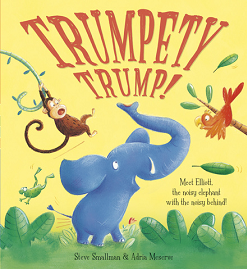 TRUMPETY
TRUMP!
Meet Elliott,
the noisy elephant
with the noisy behind!
Steve Smallman & Adria Meserve